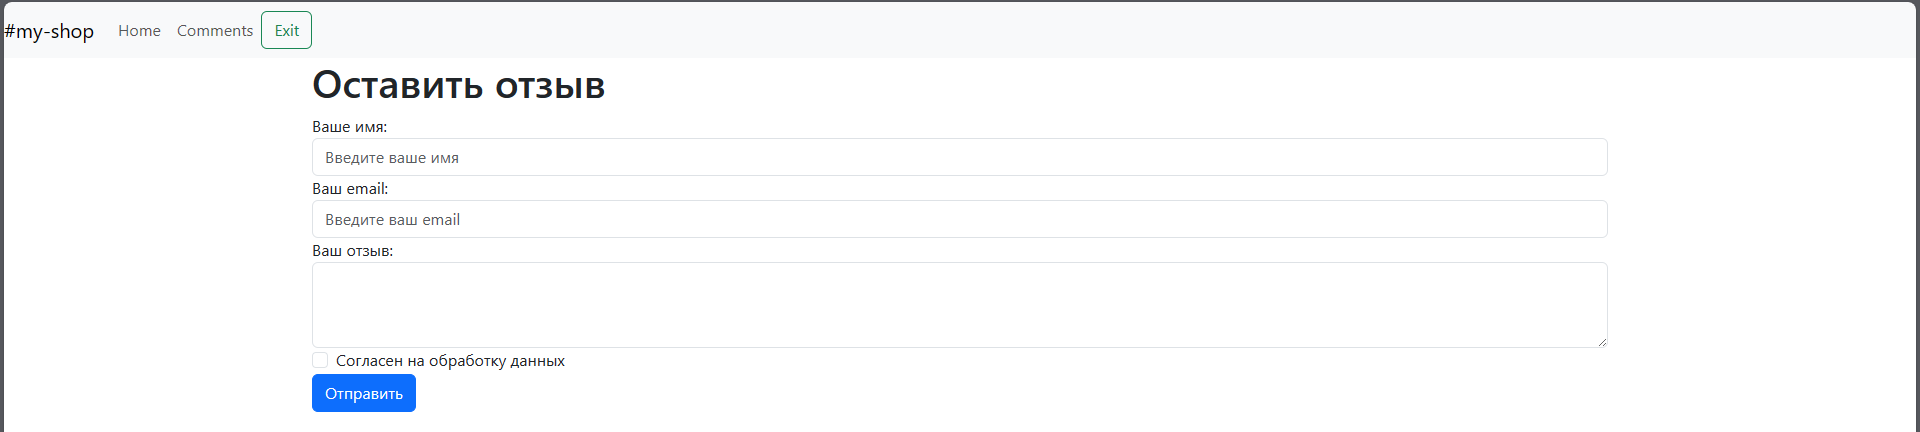 #my-shop Home Comments Exit
Оставить отзыв
Ваше имя:
Введите ваше имя
Ваш email:
Введите ваш email
Ваш отзыв:
Согласен на обработку данных
Отправить